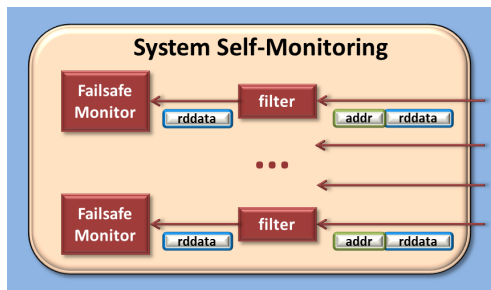 System Self-Monitoring
Failsafe
Monitor
filter
rddata
addr rddata
...
Failsafe
Monitor
filter
rddata
addr rddata